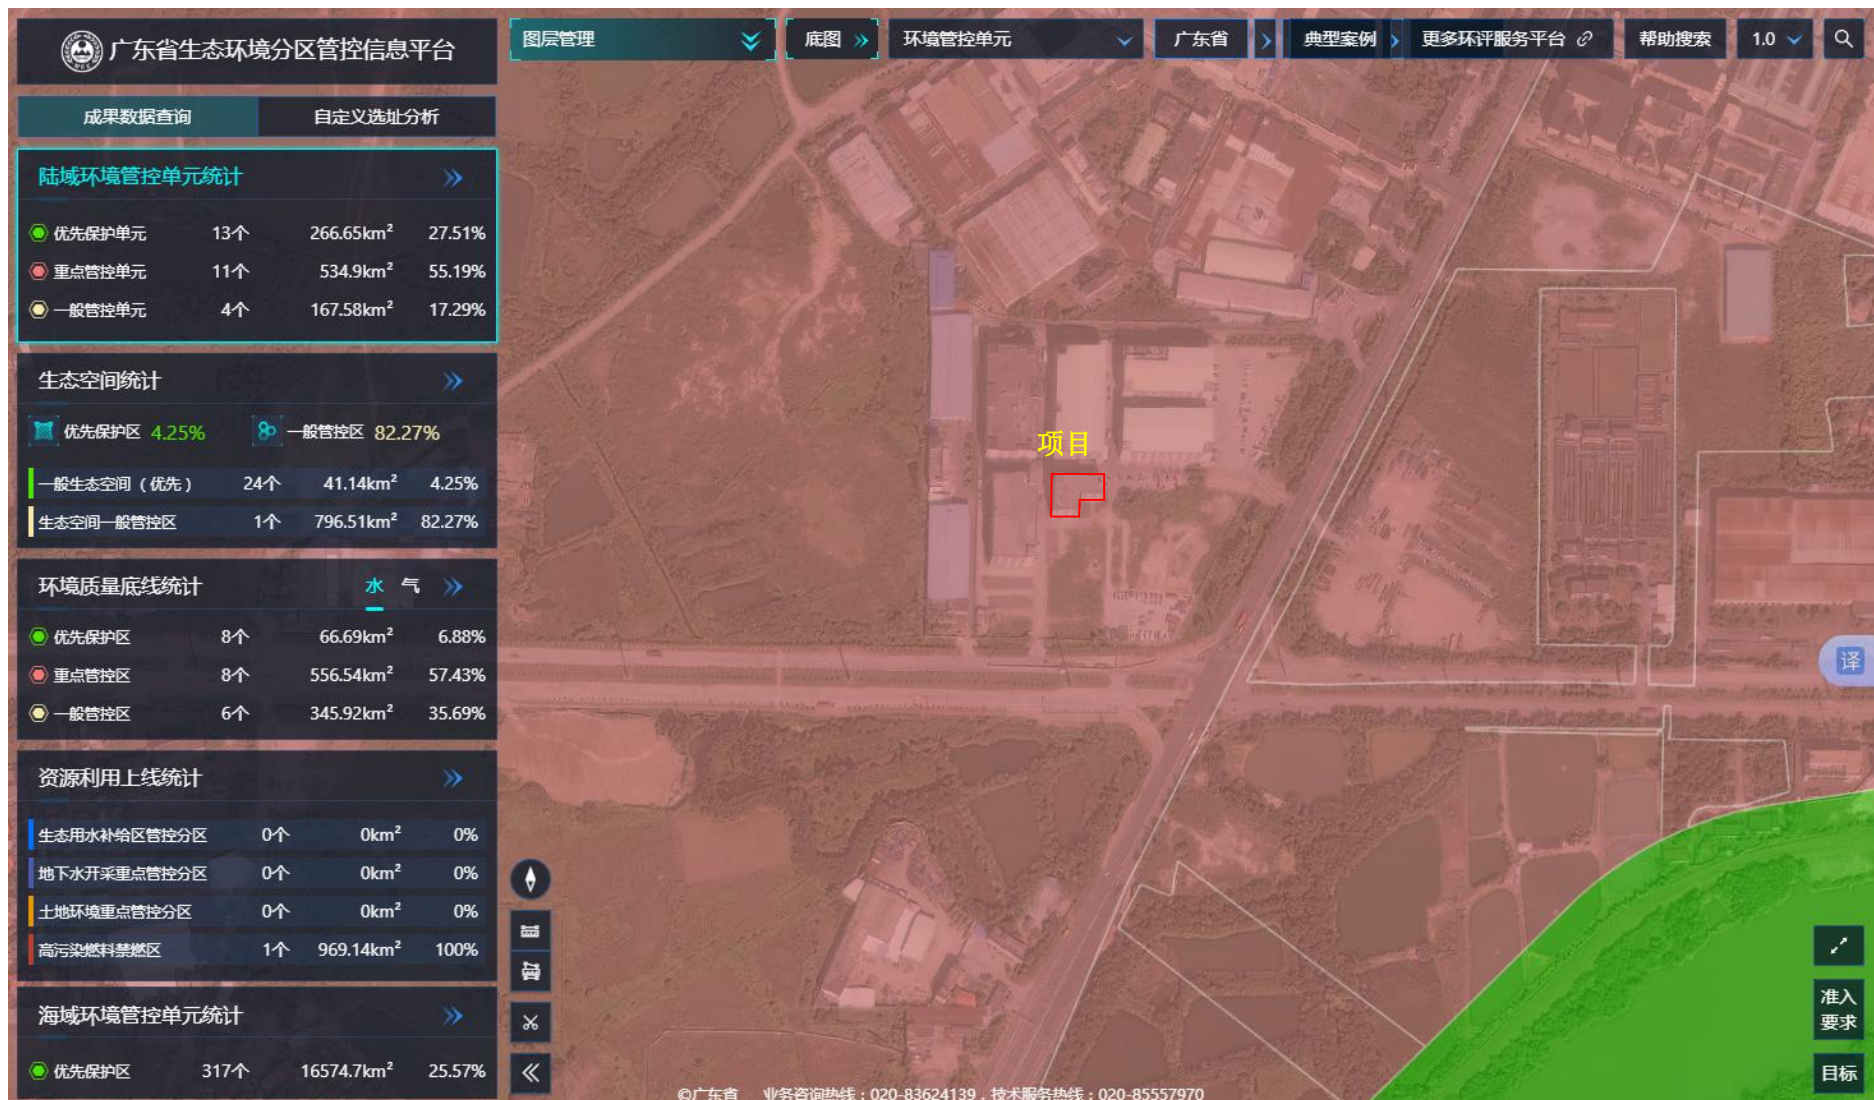 广东省生态环境分区管控信息平台
图层管理
底图
环境管控单元
广东省
典型案例
更多环评服务平台
帮助搜索
1.0
成果数据查询
自定义选址分析
陆域环境管控单元统计
优先保护单元 13个 266.65km² 27.51%
重点管控单元 11个 534.9km² 55.19%
一般管控单元 4个 167.58km² 17.29%
生态空间统计
优先保护区 4.25% 一般管控区 82.27%
一般生态空间（优先） 24个 41.14km² 4.25%
生态空间一般管控区 1个 796.51km² 82.27%
环境质量底线统计 水 气
优先保护区 8个 66.69km² 6.88%
重点管控区 8个 556.54km² 57.43%
一般管控区 6个 345.92km² 35.69%
资源利用上线统计
生态用水补给区管控分区 0个 0km² 0%
地下水开采重点管控分区 0个 0km² 0%
土地环境重点管控分区 0个 0km² 0%
高污染燃料禁燃区 1个 969.14km² 100%
海域环境管控单元统计
优先保护区 317个 16574.7km² 25.57%
项目
译
准入
要求
目标
©广东省 业务咨询热线：020-83624139，技术服务热线：020-85557970